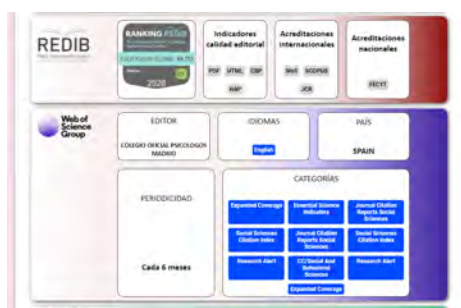 REDIB
RANKING REDIB
2020
Indicadores
calidad editorial
PDF HTML CBP
HAP
Acreditaciones
internacionales
WoS SCOPUS
JCR
Acreditaciones
nacionales
FECYT
Web of
Science
Group
EDITOR
COLEGIO OFICIAL PSICOLOGOS
MADRID
IDIOMAS
English
PAÍS
SPAIN
PERIODICIDAD
Cada 6 meses
CATEGORÍAS
Expanded Coverage
Essential Science
Indicators
Journal Citation
Reports Social
Sciences
Social Sciences
Citation Index
Journal Citation
Reports Social
Sciences
Social Sciences
Citation Index
Research Alert
CC/Social And
Behavioral
Sciences
Research Alert
Expanded Coverage